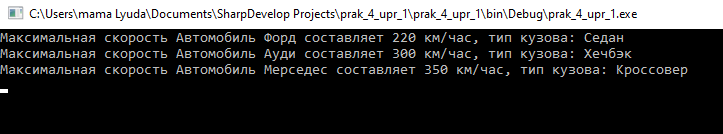 C:\Users\mama Lyuda\Documents\SharpDevelop Projects\prak_4_upr_1\prak_4_upr_1\bin\Debug\prak_4_upr_1.exe
Максимальная скорость Автомобиль Форд составляет 220 км/час, тип кузова: Седан
Максимальная скорость Автомобиль Ауди составляет 300 км/час, тип кузова: Хечбэк
Максимальная скорость Автомобиль Мерседес составляет 350 км/час, тип кузова: Кроссовер